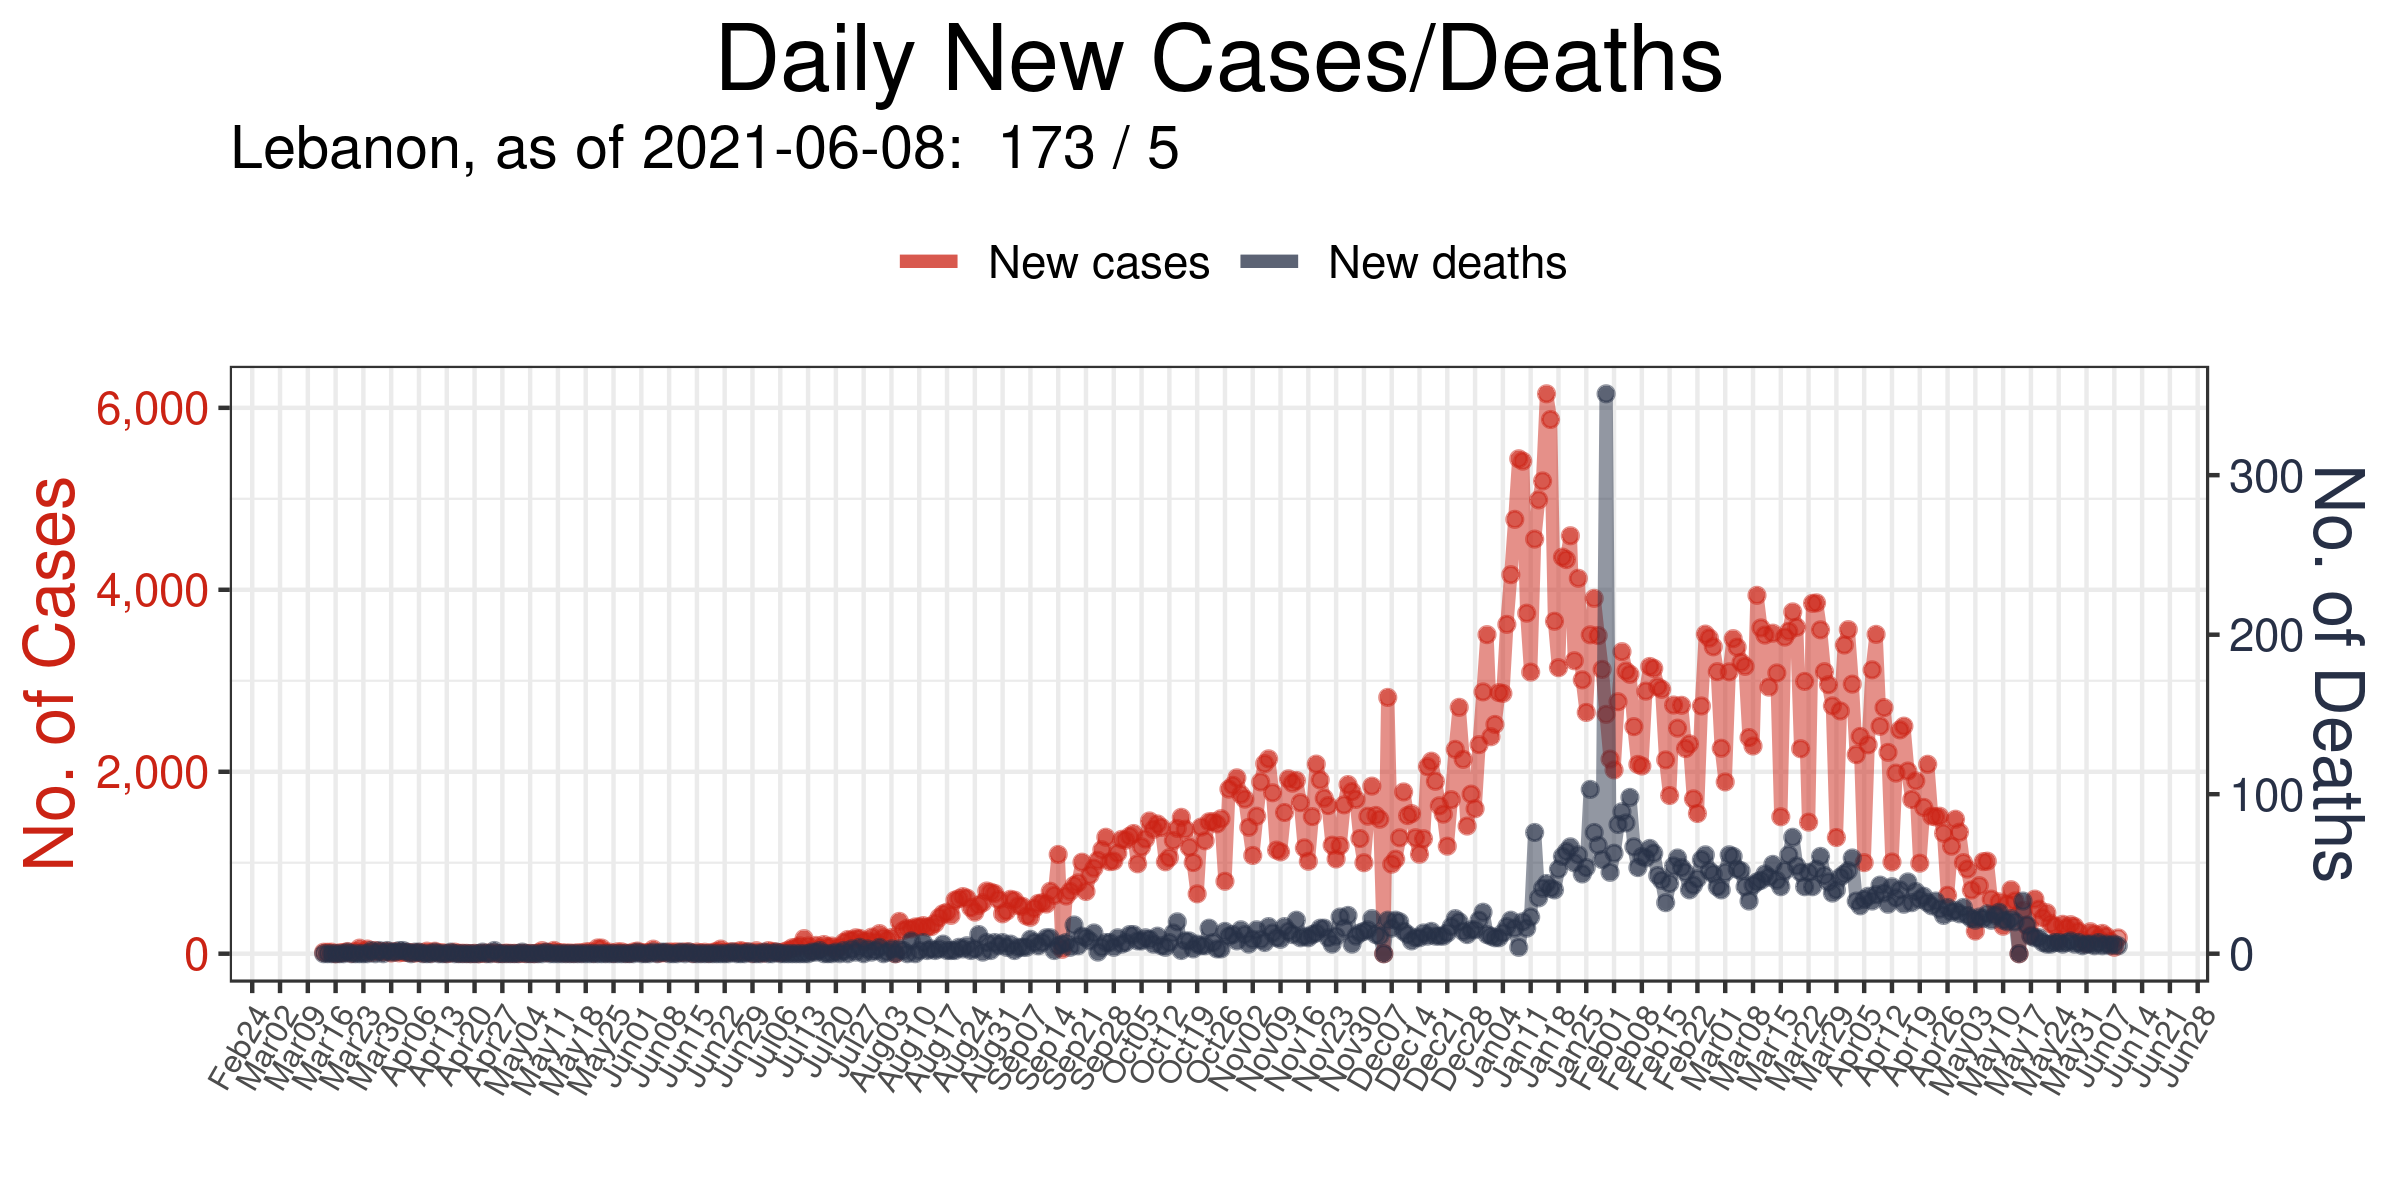 Daily New Cases/Deaths
Lebanon, as of 2021-06-08:  173 / 5
New cases
New deaths
No. of Cases
6,000
4,000
2,000
0
300
200
100
0
No. of Deaths
Feb24
Mar02
Mar09
Mar16
Mar23
Mar30
Apr06
Apr13
Apr20
Apr27
May04
May11
May18
May25
Jun01
Jun08
Jun15
Jun22
Jun29
Jul06
Jul13
Jul20
Jul27
Aug03
Aug10
Aug17
Aug24
Aug31
Sep07
Sep14
Sep21
Sep28
Oct05
Oct12
Oct19
Oct26
Nov02
Nov09
Nov16
Nov23
Nov30
Dec07
Dec14
Dec21
Dec28
Jan04
Jan11
Jan18
Jan25
Feb01
Feb08
Feb15
Feb22
Mar01
Mar08
Mar15
Mar22
Mar29
Apr05
Apr12
Apr19
Apr26
May03
May10
May17
May24
May31
Jun07
Jun14
Jun21
Jun28